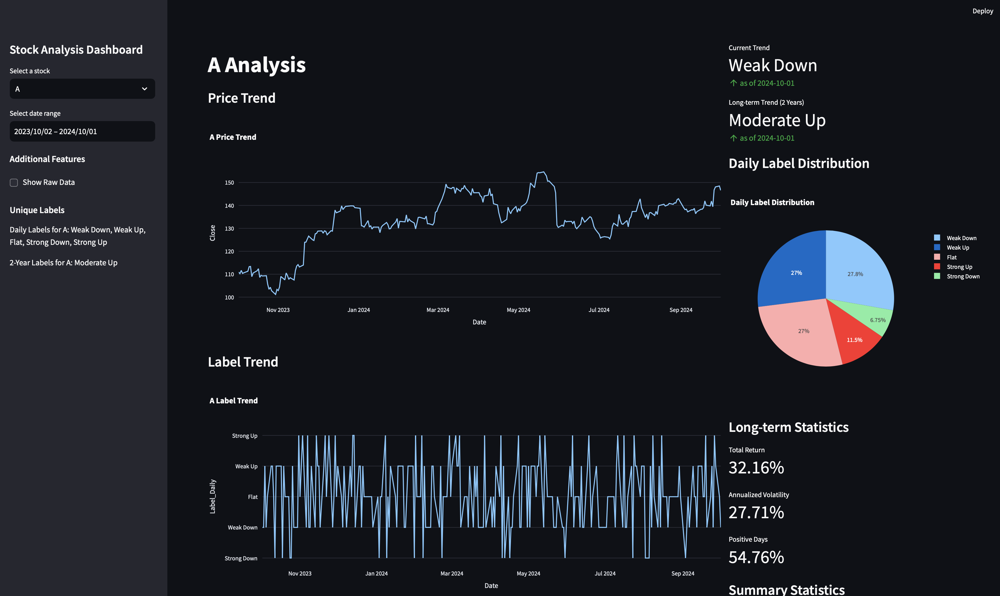 Deploy
Stock Analysis Dashboard
Select a stock
A
Select date range
2023/10/02 – 2024/10/01
Additional Features
Show Raw Data
Unique Labels
Daily Labels for A: Weak Down, Weak Up,
Flat, Strong Down, Strong Up
2-Year Labels for A: Moderate Up
A Analysis
Price Trend
A Price Trend
Close
150
140
130
120
110
100
Nov 2023
Jan 2024
Mar 2024
May 2024
Jul 2024
Sep 2024
Date
Label Trend
A Label Trend
Label_Daily
Strong Up
Weak Up
Flat
Weak Down
Strong Down
Nov 2023
Jan 2024
Mar 2024
May 2024
Jul 2024
Sep 2024
Date
Current Trend
Weak Down
↑ as of 2024-10-01
Long-term Trend (2 Years)
Moderate Up
↑ as of 2024-10-01
Daily Label Distribution
Daily Label Distribution
27%
27.8%
6.75%
27%
11.5%
Weak Down
Weak Up
Flat
Strong Up
Strong Down
Long-term Statistics
Total Return
32.16%
Annualized Volatility
27.71%
Positive Days
54.76%
Summary Statistics